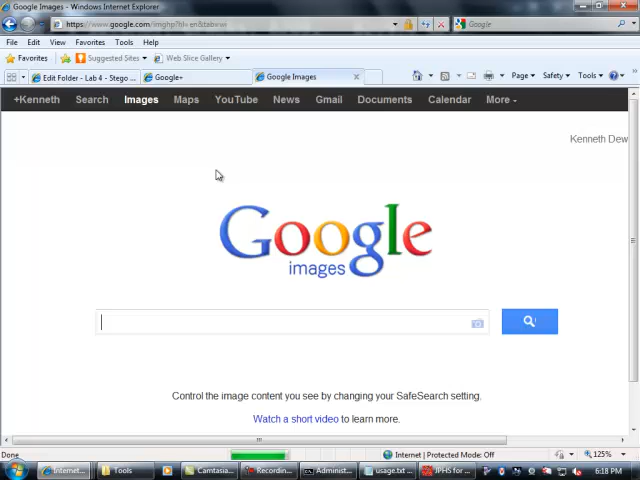 Google Images - Windows Internet Explorer
https://www.google.com/imghp?hl=en&tab=wi
Google
File Edit View Favorites Tools Help
Favorites Suggested Sites Web Slice Gallery
Edit Folder - Lab 4 - Stego ... Google+ Google Images Page Safety Tools
+Kenneth Search Images Maps YouTube News Gmail Documents Calendar More
Kenneth Dew
Google
images
Control the image content you see by changing your SafeSearch setting.
Watch a short video to learn more.
Done Internet | Protected Mode: Off 125%
Internet... Tools Camtasia... Recordin... Administ... usage.txt ... JPHS for ... 6:18 PM